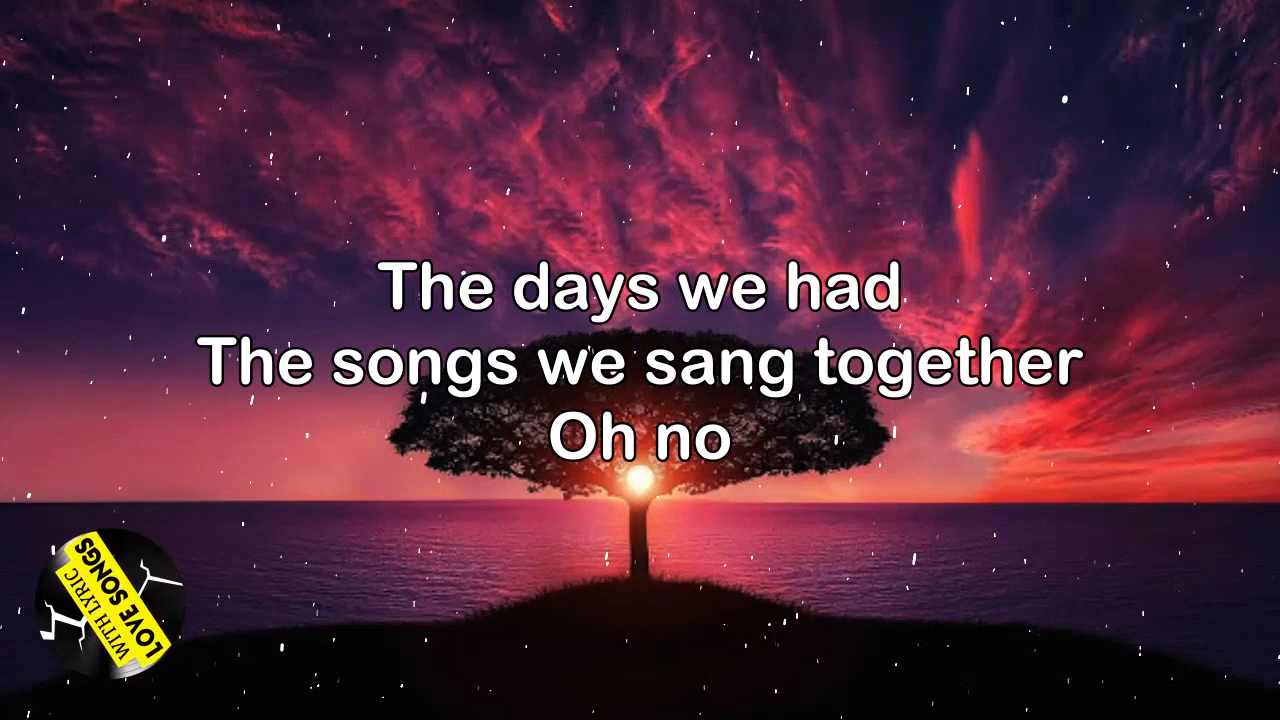 The days we had
The songs we sang together
Oh no
LOVE SONGS
WITH LYRIC